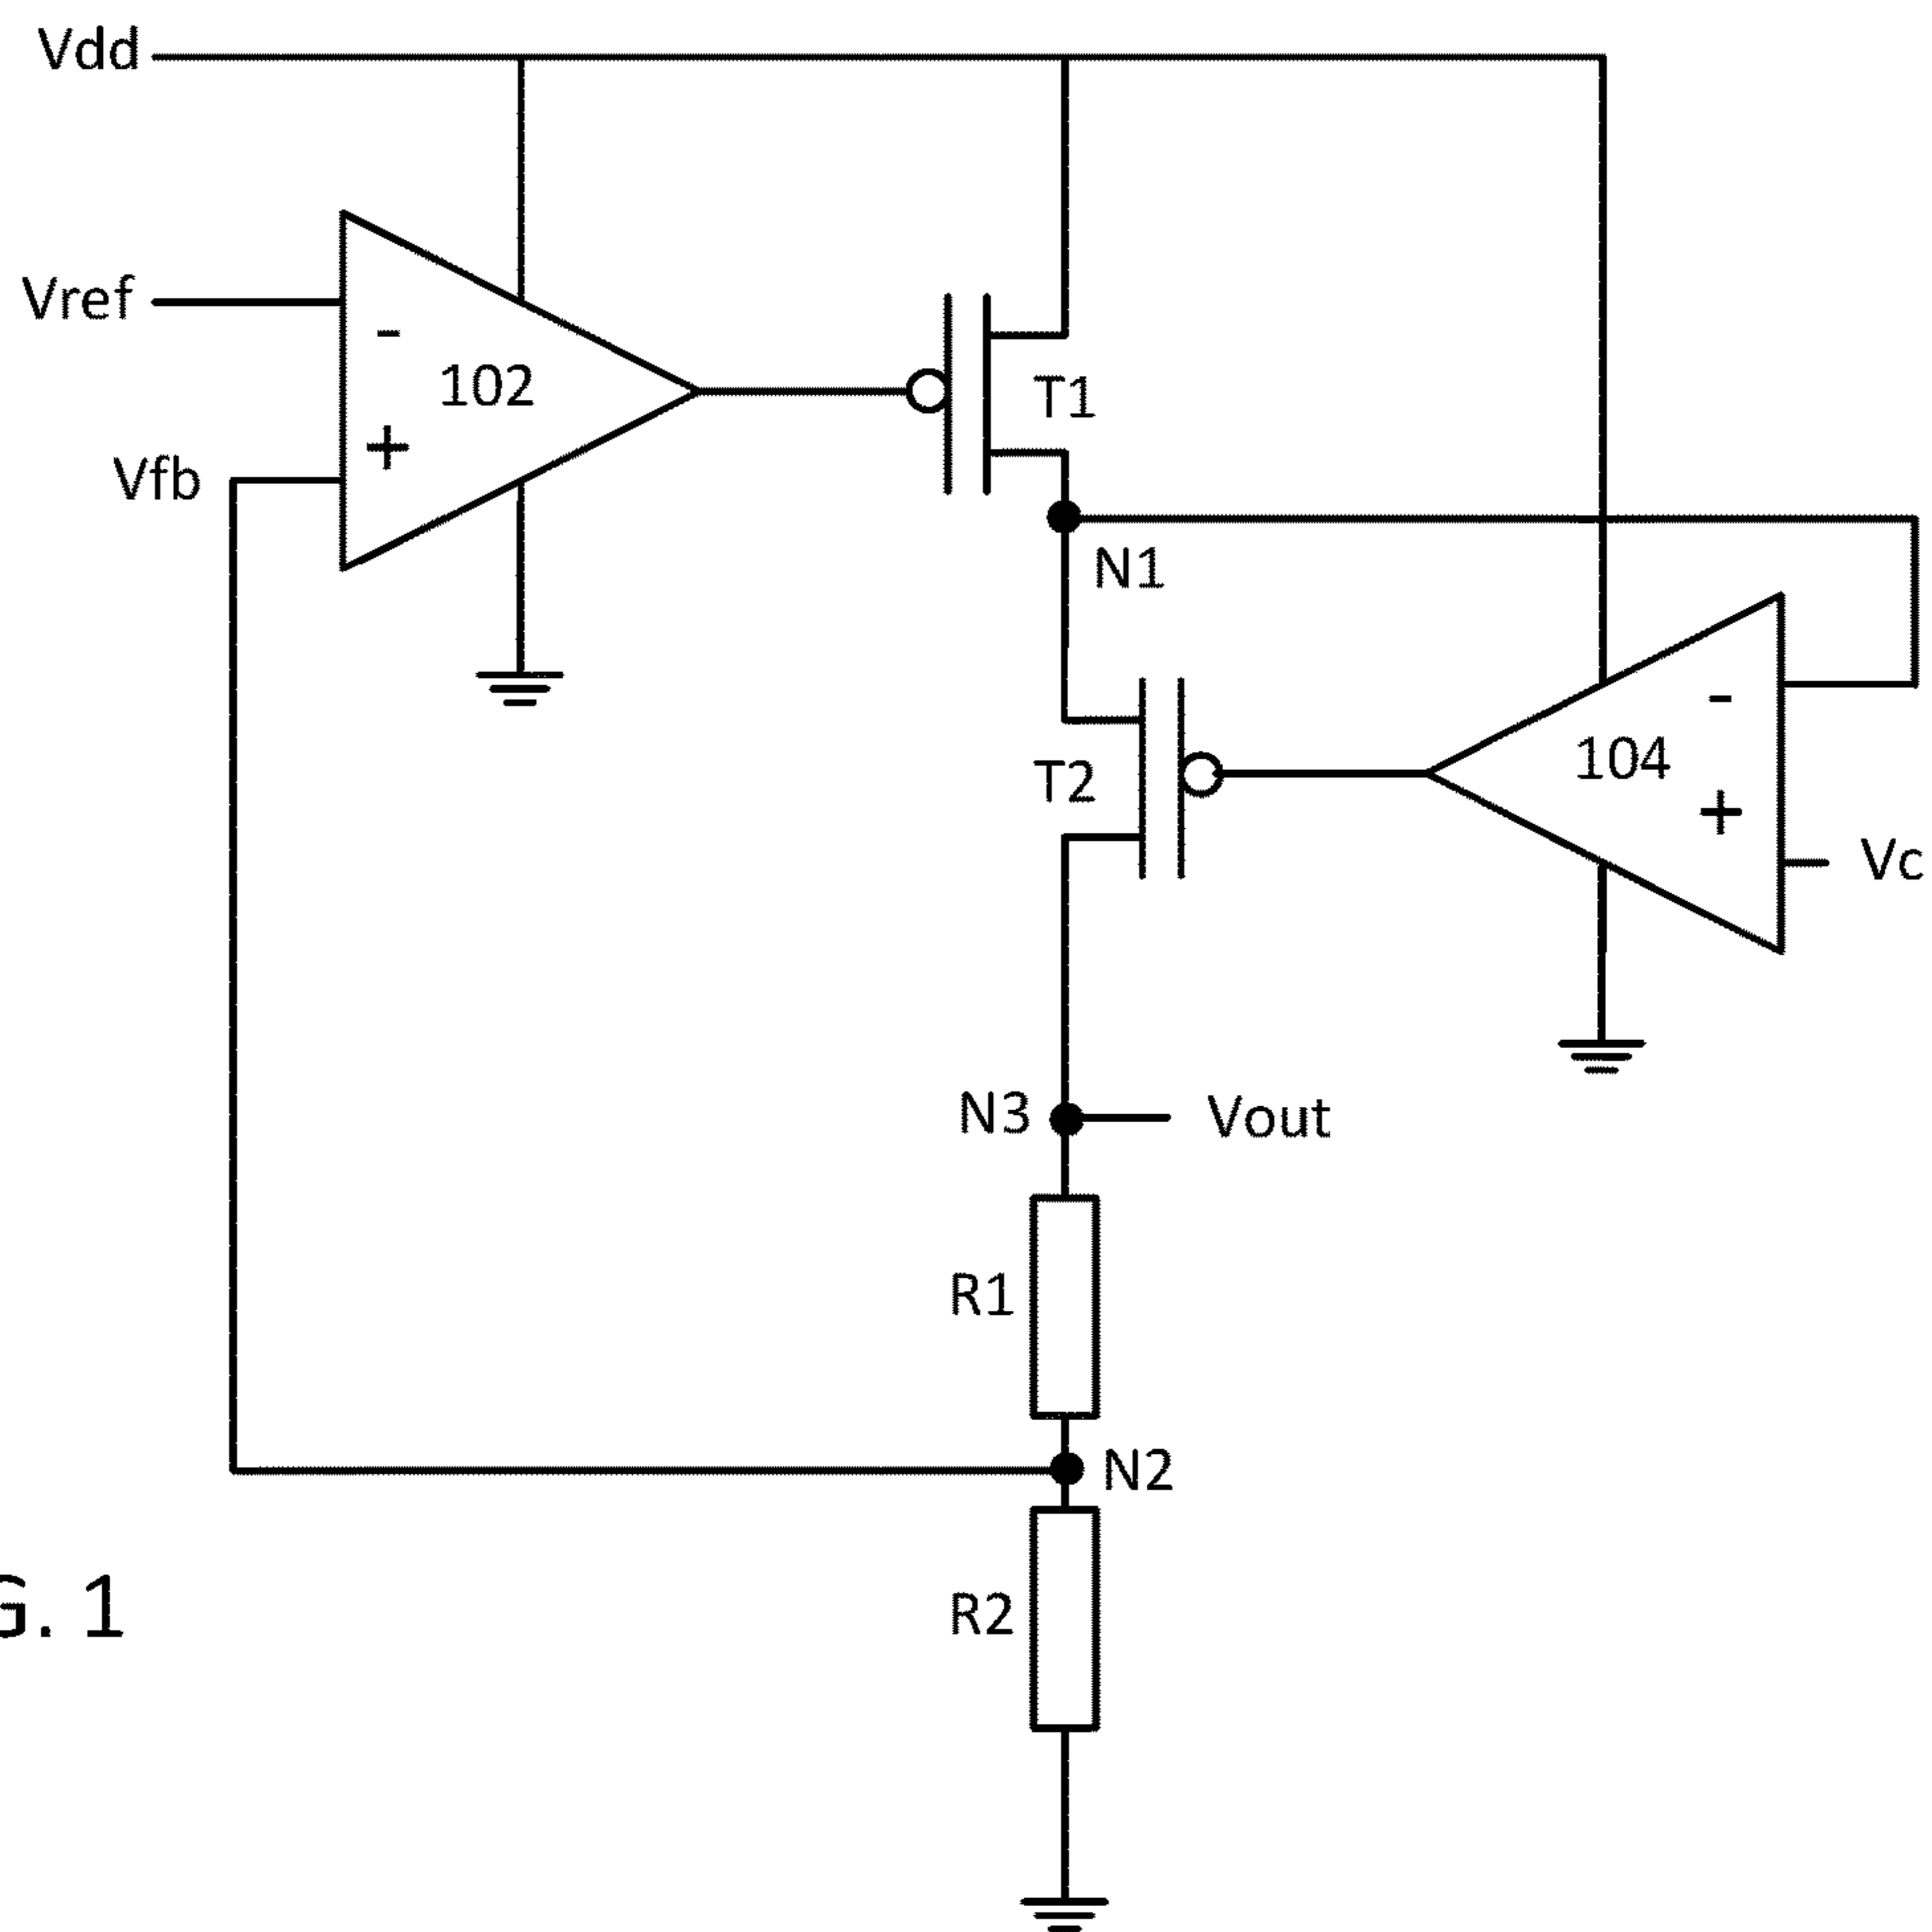 Vdd
Vref
-
102
+
Vfb
T1
N1
-
104
+
T2
Vc
N3
Vout
R1
N2
R2
G. 1